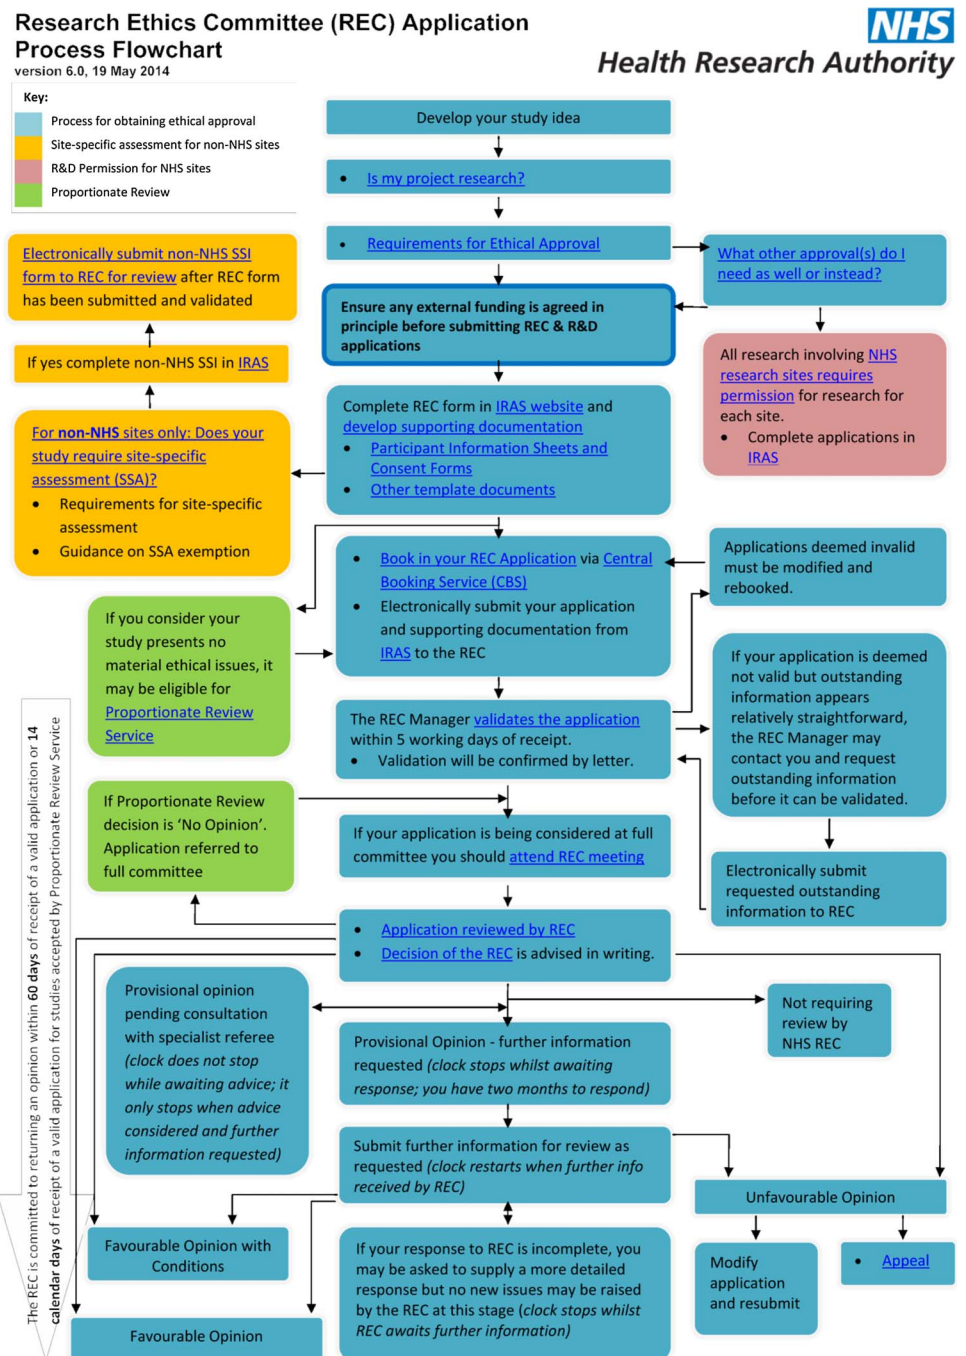 Research Ethics Committee (REC) Application
Process Flowchart
version 6.0, 19 May 2014
NHS
Health Research Authority
Key:
Process for obtaining ethical approval
Site-specific assessment for non-NHS sites
R&D Permission for NHS sites
Proportionate Review
Develop your study idea
• Is my project research?
• Requirements for Ethical Approval
What other approval(s) do I
need as well or instead?
Ensure any external funding is agreed in
principle before submitting REC & R&D
applications
All research involving NHS
research sites requires
permission for research for
each site.
• Complete applications in
IRAS
Electronically submit non-NHS SSI
form to REC for review after REC form
has been submitted and validated
If yes complete non-NHS SSI in IRAS
For non-NHS sites only: Does your
study require site-specific
assessment (SSA)?
• Requirements for site-specific
assessment
• Guidance on SSA exemption
Complete REC form in IRAS website and
develop supporting documentation
• Participant Information Sheets and
Consent Forms
• Other template documents
• Book in your REC Application via Central
Booking Service (CBS)
• Electronically submit your application
and supporting documentation from
IRAS to the REC
Applications deemed invalid
must be modified and
rebooked.
If you consider your
study presents no
material ethical issues, it
may be eligible for
Proportionate Review
Service
If your application is deemed
not valid but outstanding
information appears
relatively straightforward,
the REC Manager may
contact you and request
outstanding information
before it can be validated.
The REC Manager validates the application
within 5 working days of receipt.
• Validation will be confirmed by letter.
If Proportionate Review
decision is ‘No Opinion’.
Application referred to
full committee
If your application is being considered at full
committee you should attend REC meeting
Electronically submit
requested outstanding
information to REC
• Application reviewed by REC
• Decision of the REC is advised in writing.
Provisional opinion
pending consultation
with specialist referee
(clock does not stop
while awaiting advice; it
only stops when advice
considered and further
information requested)
Not requiring
review by
NHS REC
Provisional Opinion - further information
requested (clock stops whilst awaiting
response; you have two months to respond)
Submit further information for review as
requested (clock restarts when further info
received by REC)
Unfavourable Opinion
Favourable Opinion with
Conditions
If your response to REC is incomplete, you
may be asked to supply a more detailed
response but no new issues may be raised
by the REC at this stage (clock stops whilst
REC awaits further information)
Modify
application
and resubmit
• Appeal
Favourable Opinion
The REC is committed to returning an opinion within 60 days of receipt of a valid application or 14
calendar days of receipt of a valid application for studies accepted by Proportionate Review Service